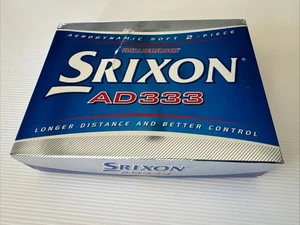 AERODYNAMIC SOFT 2-PIECE
SRIXON®
AD333
LONGER DISTANCE AND BETTER CONTROL
SRIXON